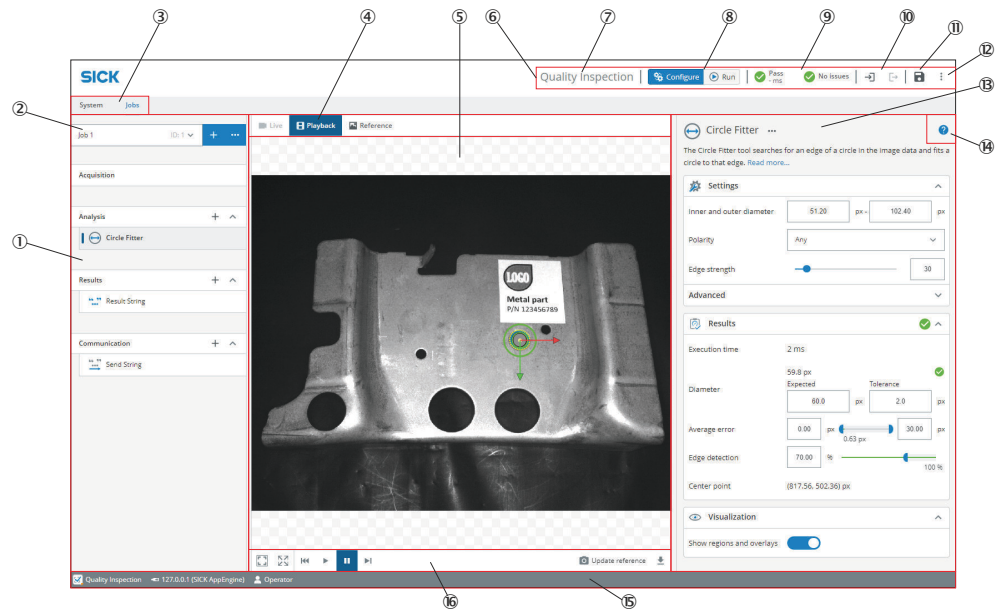 ③ ④ ⑤ ⑥ ⑦ ⑧ ⑨ ⑩ ⑪ ⑫
SICK
Quality Inspection Configure Run Pass - ms No issues
⑬
System Jobs
②
Job 1 ID: 1
Live Playback Reference
Circle Fitter
⑭
The Circle Fitter tool searches for an edge of a circle in the image data and fits a
circle to that edge. Read more...
Acquisition
Settings
Analysis
Inner and outer diameter 51.20 px - 102.40 px
①
Circle Fitter
Polarity Any
Edge strength 30
Results
Advanced
Result String
LOGO
Metal part
P/N 123456789
Results
Communication
Execution time 2 ms
Send String
59.8 px
Expected Tolerance
Diameter 60.0 px 2.0 px
Average error 0.00 px 30.00 px
0.63 px
Edge detection 70.00 %
100 %
Center point (817.56, 502.36) px
Visualization
Show regions and overlays
Update reference
Quality Inspection 127.0.0.1 (SICK AppEngine) Operator
⑯ ⑮